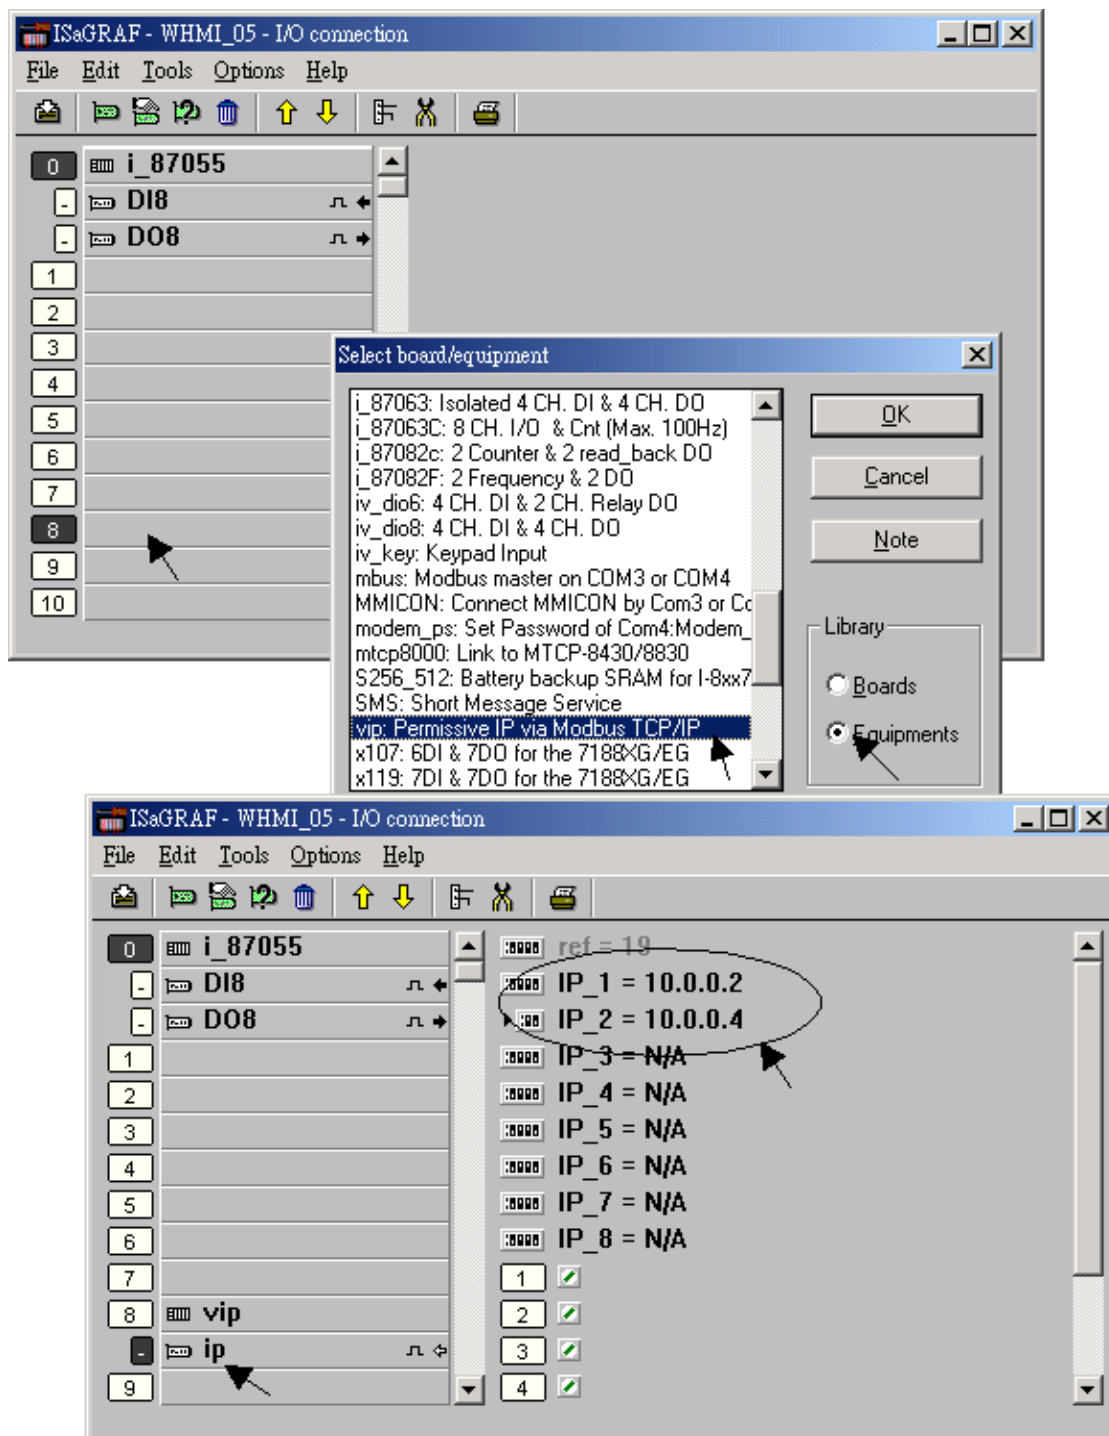 ISaGRAF - WHMI_05 - I/O connection
File Edit Tools Options Help
0 i_87055
- DI8
- DO8
1
2
3
4
5
6
7
8
9
10
Select board/equipment
i_87063: Isolated 4 CH. DI & 4 CH. DO
i_87063C: 8 CH. I/O & Cnt (Max. 100Hz)
i_87082c: 2 Counter & 2 read_back DO
i_87082F: 2 Frequency & 2 DO
iv_dio6: 4 CH. DI & 2 CH. Relay DO
iv_dio8: 4 CH. DI & 4 CH. DO
iv_key: Keypad Input
mbus: Modbus master on COM3 or COM4
MMICON: Connect MMICON by Com3 or Co
modem_ps: Set Password of Com4:Modem_
mtcp8000: Link to MTCP-8430/8830
S256_512: Battery backup SRAM for I-8xx7
SMS: Short Message Service
vip: Permissive IP via Modbus TCP/IP
x107: 6DI & 7DO for the 7188XG/EG
x119: 7DI & 7DO for the 7188XG/EG
OK
Cancel
Note
Library
Boards
Equipments
ISaGRAF - WHMI_05 - I/O connection
File Edit Tools Options Help
0 i_87055
- DI8
- DO8
1
2
3
4
5
6
7
8 vip
- ip
9
ref = 19
IP_1 = 10.0.0.2
IP_2 = 10.0.0.4
IP_3 = N/A
IP_4 = N/A
IP_5 = N/A
IP_6 = N/A
IP_7 = N/A
IP_8 = N/A
1
2
3
4